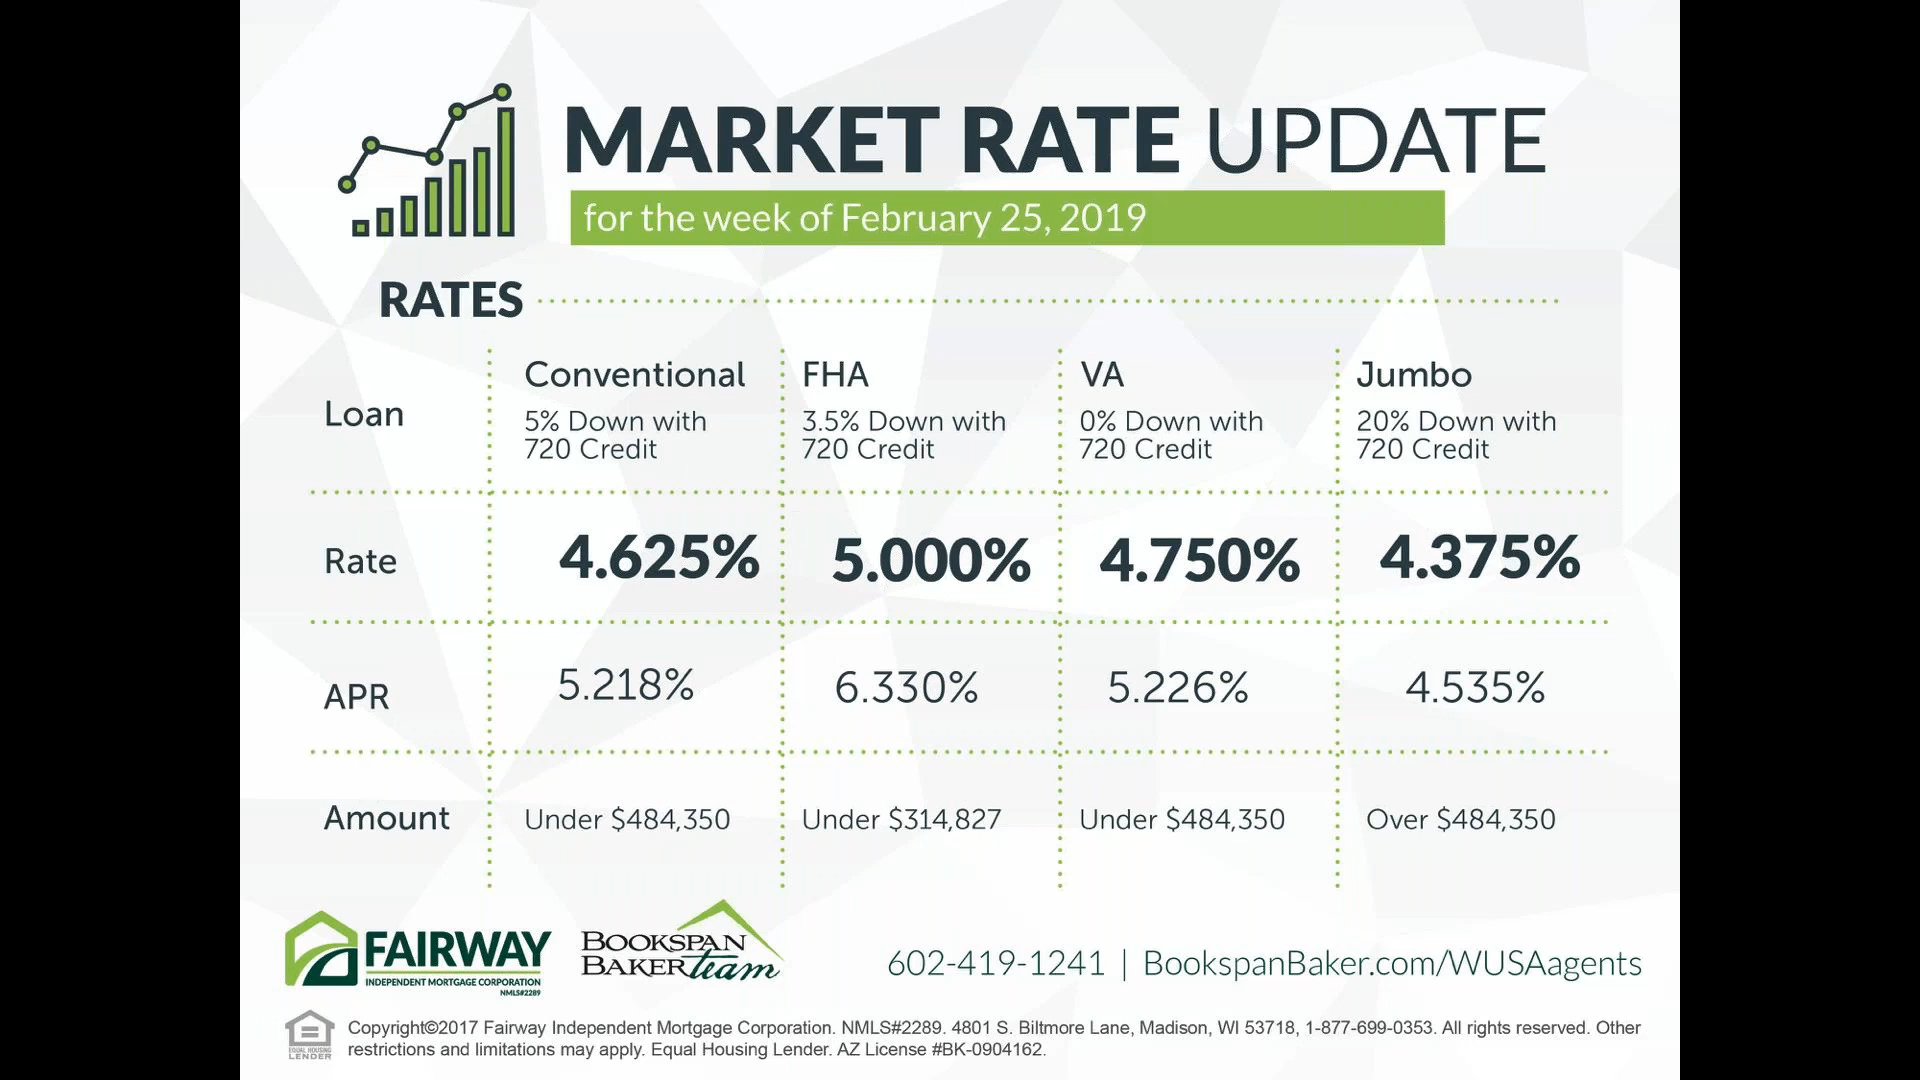 MARKET RATE UPDATE
for the week of February 25, 2019
RATES
Loan
Conventional
5% Down with
720 Credit
FHA
3.5% Down with
720 Credit
VA
0% Down with
720 Credit
Jumbo
20% Down with
720 Credit
Rate
4.625%
5.000%
4.750%
4.375%
APR
5.218%
6.330%
5.226%
4.535%
Amount
Under $484,350
Under $314,827
Under $484,350
Over $484,350
FAIRWAY
INDEPENDENT MORTGAGE CORPORATION
NMLS#2289
BOOKSPAN
BAKER team
602-419-1241 | BookspanBaker.com/WUSAagents
EQUAL HOUSING
LENDER
Copyright©2017 Fairway Independent Mortgage Corporation. NMLS#2289. 4801 S. Biltmore Lane, Madison, WI 53718, 1-877-699-0353. All rights reserved. Other
restrictions and limitations may apply. Equal Housing Lender. AZ License #BK-0904162.